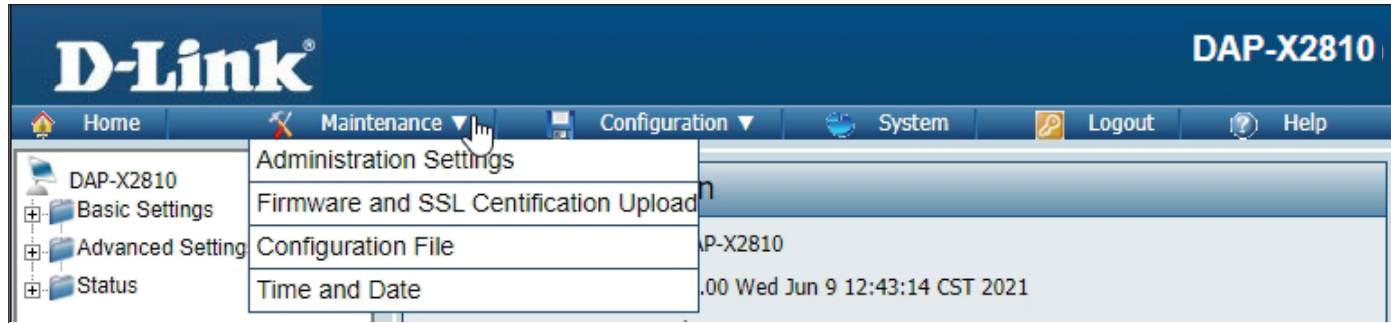 D-Link®
DAP-X2810
Home Maintenance ▼ Configuration ▼ System Logout Help
DAP-X2810
Basic Settings
Advanced Setting
Status
Administration Settings
Firmware and SSL Centification Upload
Configuration File
Time and Date
n
AP-X2810
.00 Wed Jun 9 12:43:14 CST 2021